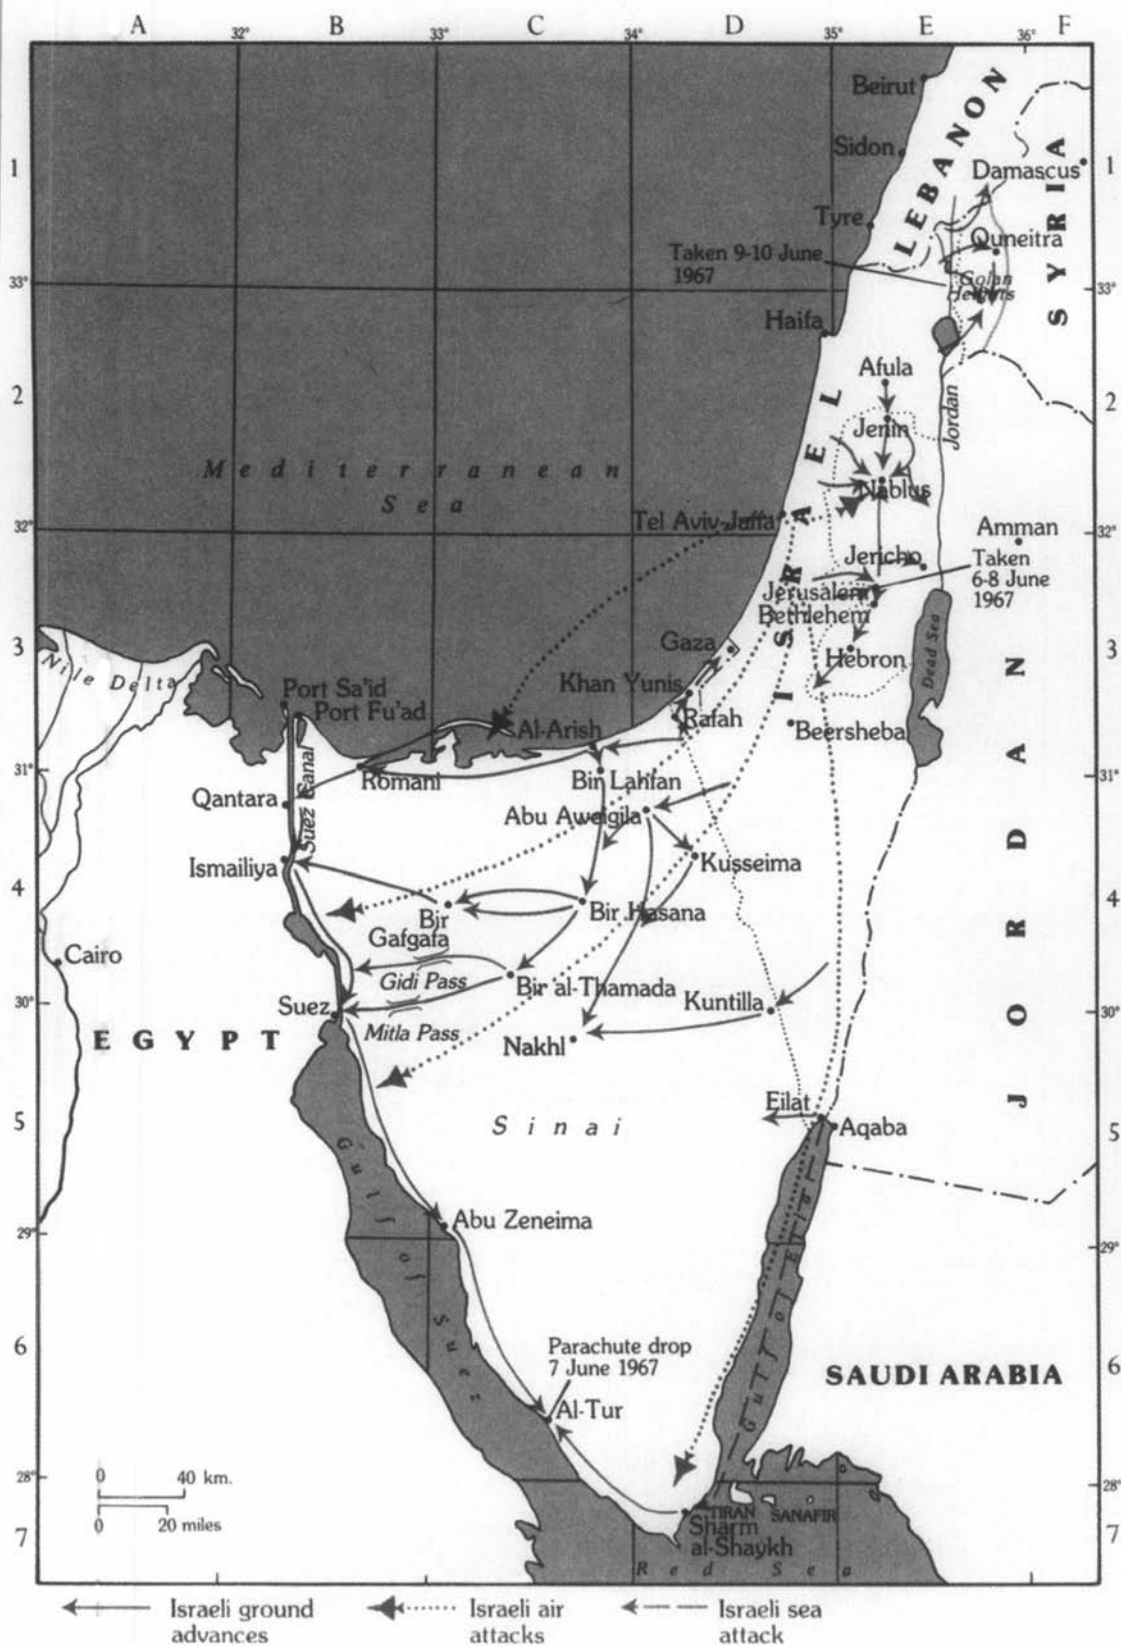 A B C D E F
32° 33° 34° 35° 36°
Beirut
Sidon
1
LEBANON
Damascus
1
SYRIA
Tyre
Quneitra
Taken 9-10 June
1967
Golan
Heights
33°
33°
Haifa
2
Afula
2
Jenin
Jordan
ISRAEL
Mediterranean
Sea
Nablus
Tel Aviv-Jaffa
32°
Amman
32°
Jericho
Taken
6-8 June
1967
Jerusalem
Bethlehem
3
Gaza
3
Nile Delta
Hebron
Dead Sea
Khan Yunis
Port Sa'id
Port Fu'ad
Rafah
Al-Arish
Beersheba
31°
Romani
Bir Lahfan
31°
Qantara
Suez Canal
Abu Aweigila
JORDAN
Ismailiya
Kusseima
4
Bir
Gafgafa
Bir Hasana
4
Cairo
Gidi Pass
Bir al-Thamada
Kuntilla
30°
Suez
30°
EGYPT
Mitla Pass
Nakhl
Eilat
5
Sinai
Aqaba
5
Gulf of Suez
Abu Zeneima
29°
29°
Gulf of Eilat
6
Parachute drop
7 June 1967
6
SAUDI ARABIA
Al-Tur
28°
0 40 km.
28°
0 20 miles
TIRAN SANAFIR
7
Sharm
al-Shaykh
7
Red Sea
Israeli ground
advances
Israeli air
attacks
Israeli sea
attack